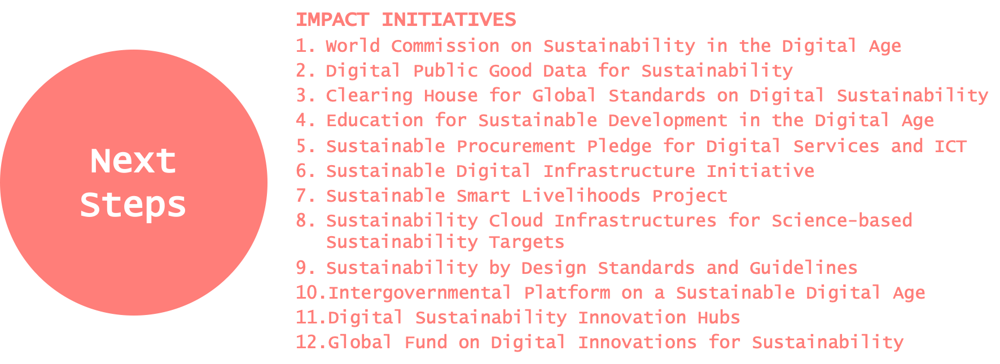 Next
Steps
IMPACT INITIATIVES
1. World Commission on Sustainability in the Digital Age
2. Digital Public Good Data for Sustainability
3. Clearing House for Global Standards on Digital Sustainability
4. Education for Sustainable Development in the Digital Age
5. Sustainable Procurement Pledge for Digital Services and ICT
6. Sustainable Digital Infrastructure Initiative
7. Sustainable Smart Livelihoods Project
8. Sustainability Cloud Infrastructures for Science-based
Sustainability Targets
9. Sustainability by Design Standards and Guidelines
10.Intergovernmental Platform on a Sustainable Digital Age
11.Digital Sustainability Innovation Hubs
12.Global Fund on Digital Innovations for Sustainability